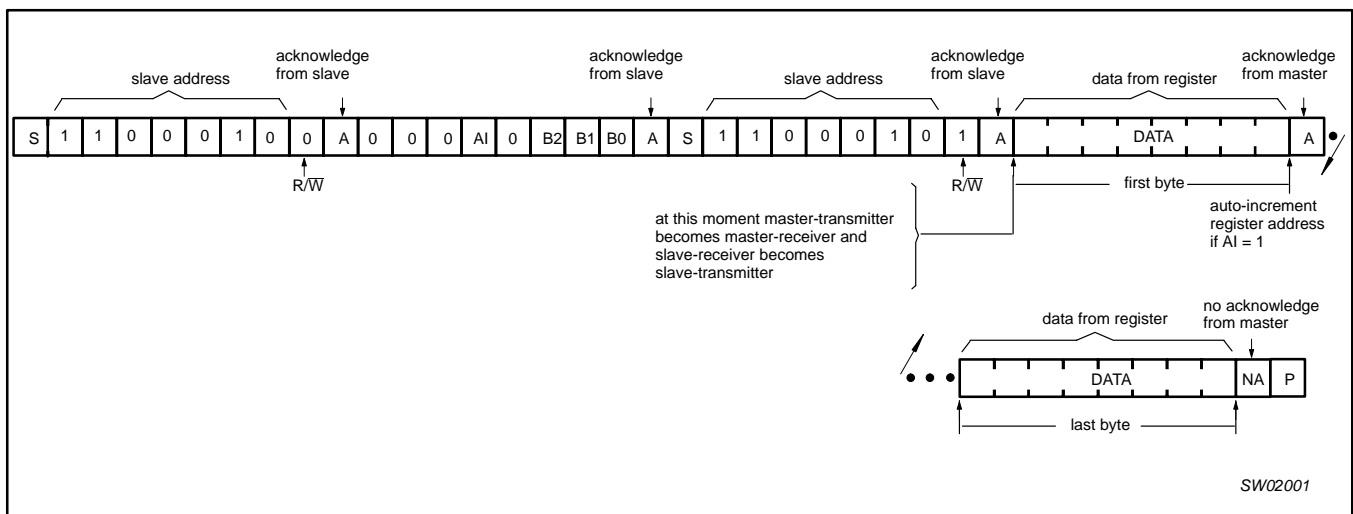 acknowledge
from slave
acknowledge
from slave
acknowledge
from slave
acknowledge
from master
slave address
slave address
data from register
S 1 1 0 0 0 1 0 0 A 0 0 0 AI 0 B2 B1 B0 A S 1 1 0 0 0 1 0 1 A DATA A
R/W̅
R/W̅
first byte
at this moment master-transmitter
becomes master-receiver and
slave-receiver becomes
slave-transmitter
auto-increment
register address
if AI = 1
no acknowledge
from master
data from register
DATA NA P
last byte
SW02001